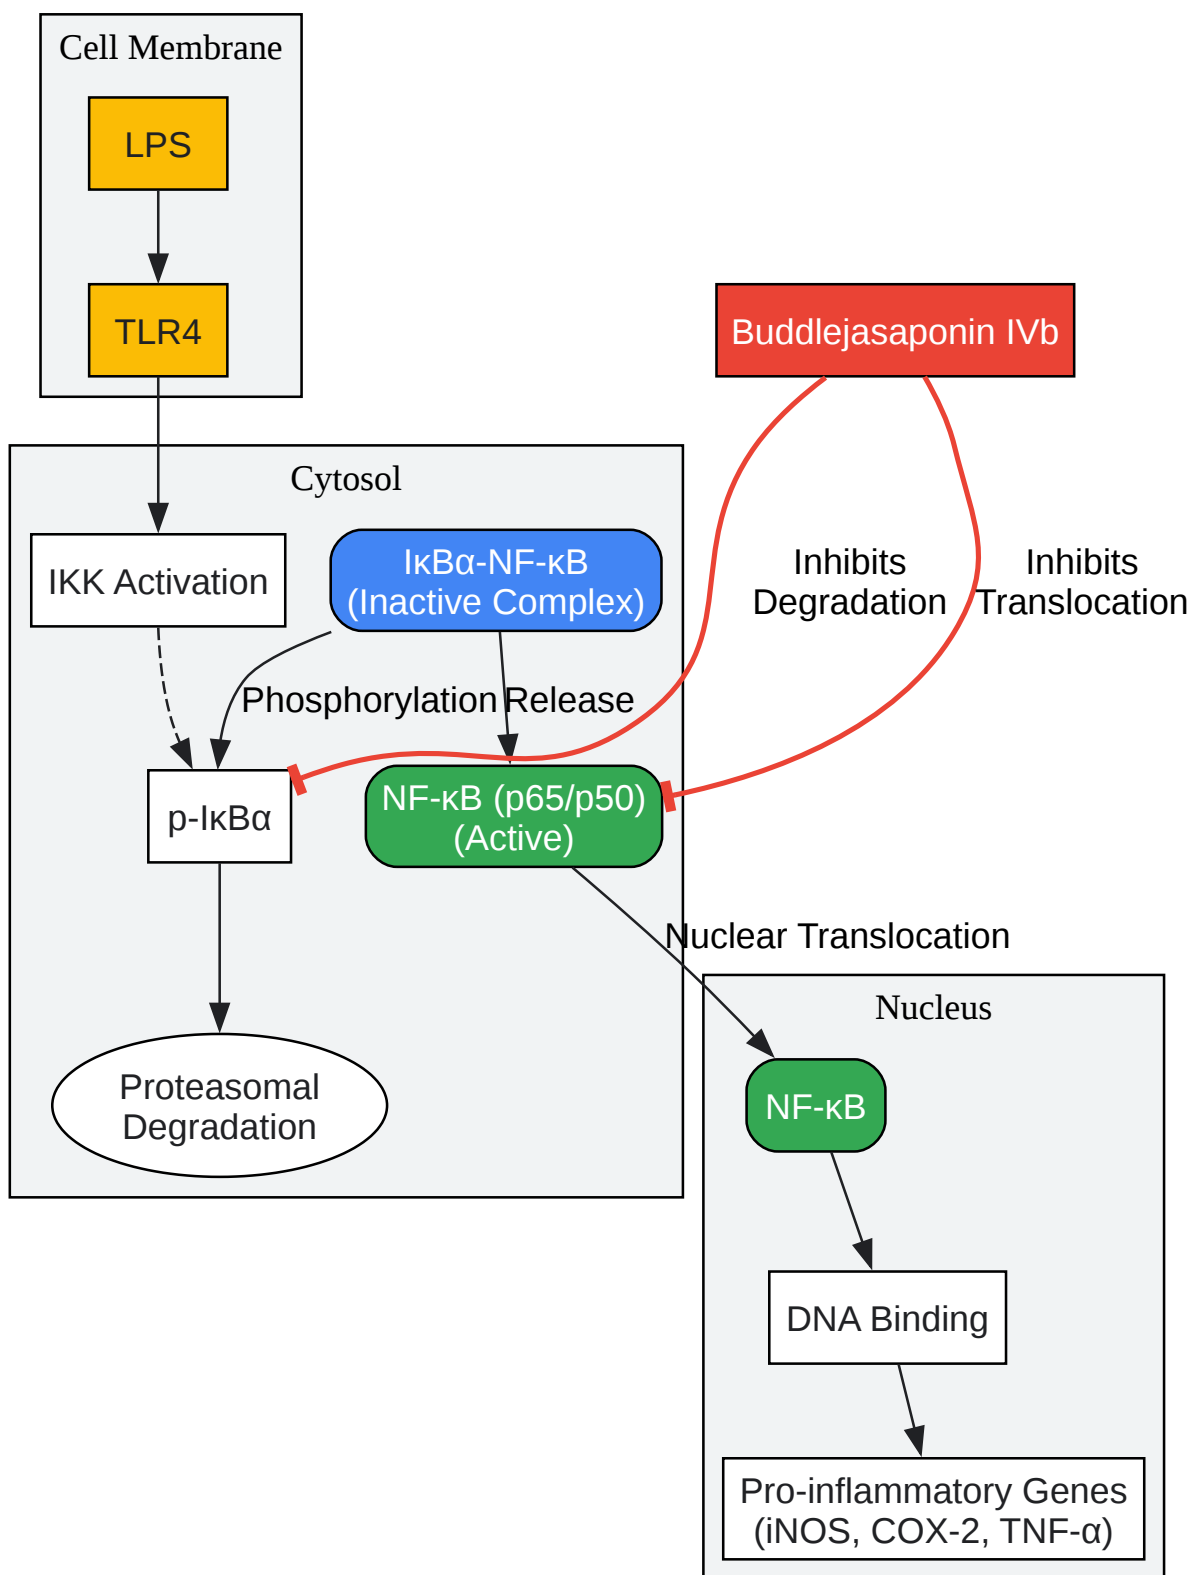 Cell Membrane
LPS
TLR4
Buddlejasaponin IVb
Cytosol
IKK Activation
IκBα-NF-κB
(Inactive Complex)
Inhibits
Degradation
Inhibits
Translocation
Phosphorylation
Release
p-IκBα
NF-κB (p65/p50)
(Active)
Nuclear Translocation
Proteasomal
Degradation
Nucleus
NF-κB
DNA Binding
Pro-inflammatory Genes
(iNOS, COX-2, TNF-α)